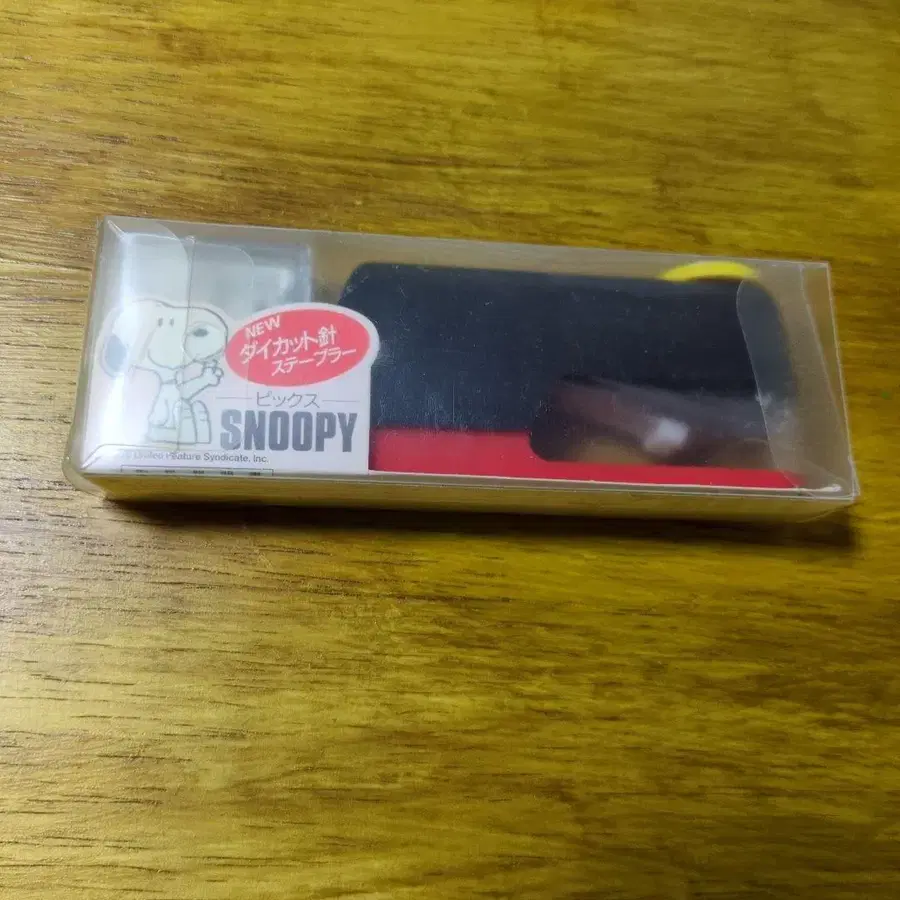 NEW
ダイカット針
ステープラー
ピックス
SNOOPY
United Feature Syndicate, Inc.